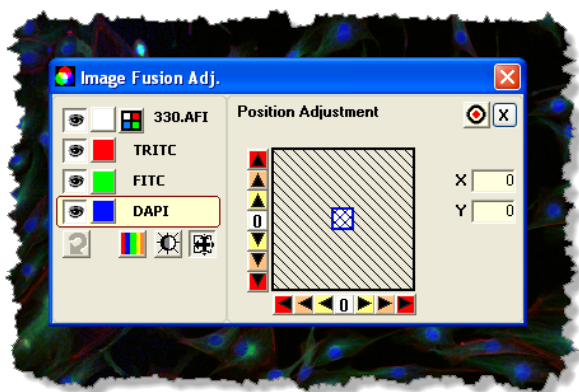 Image Fusion Adj.
330.AFI
TRITC
FITC
DAPI
Position Adjustment
X
X 0
Y 0
0
0